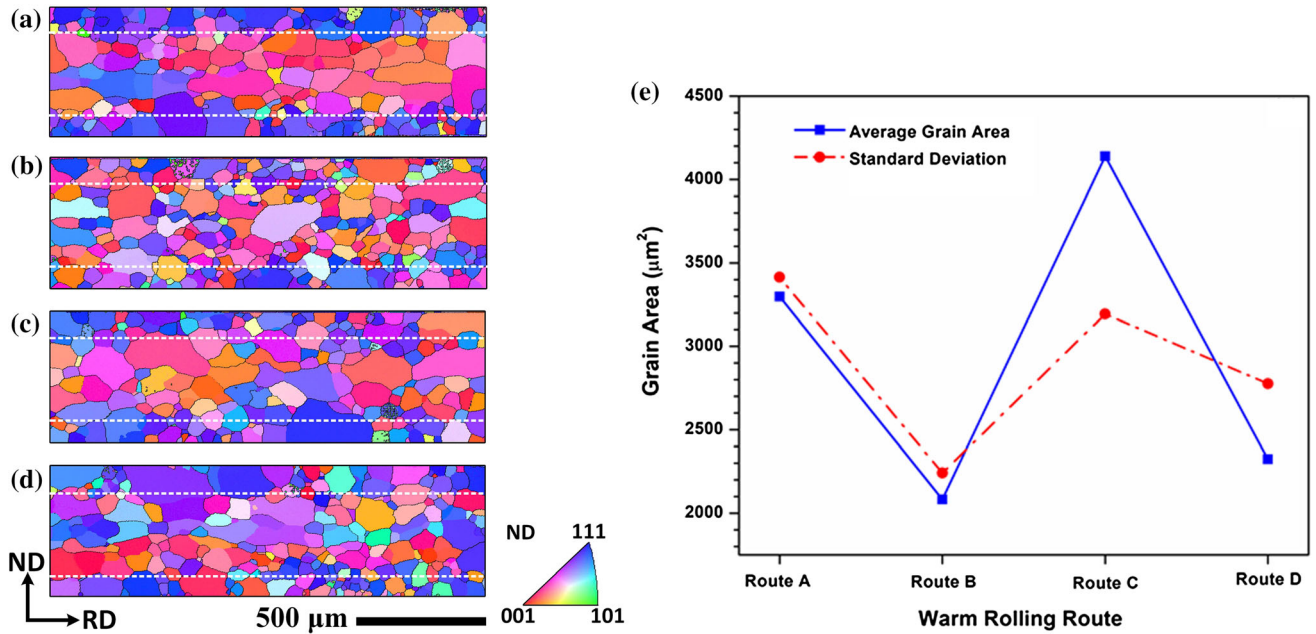 (a)
(b)
(c)
(d)
ND
RD
500 μm
ND 111
001 101
(e)
4500
4000
3500
3000
2500
2000
Grain Area (μm²)
Average Grain Area
Standard Deviation
Route A Route B Route C Route D
Warm Rolling Route